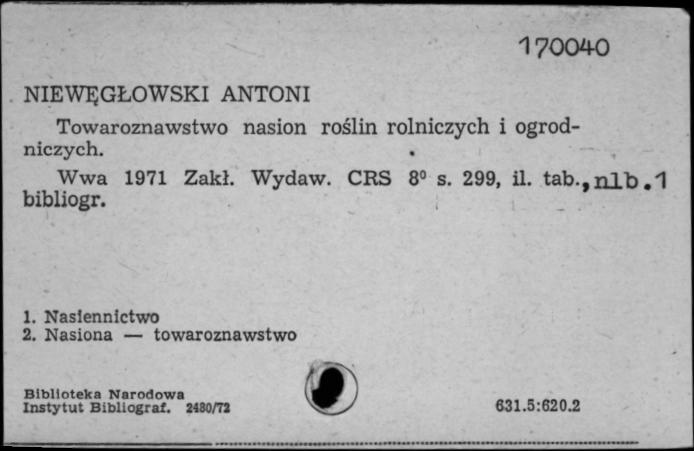 170040
NIEWĘGŁOWSKI ANTONI
Towaroznawstwo nasion roślin rolniczych i ogrod-
niczych.
Wwa 1971 Zakł. Wydaw. CRS 8⁰ s. 299, il. tab., nlb.1
bibliogr.
1. Nasiennictwo
2. Nasiona — towaroznawstwo
Biblioteka Narodowa
Instytut Bibliograf. 2480/72
631.5:620.2